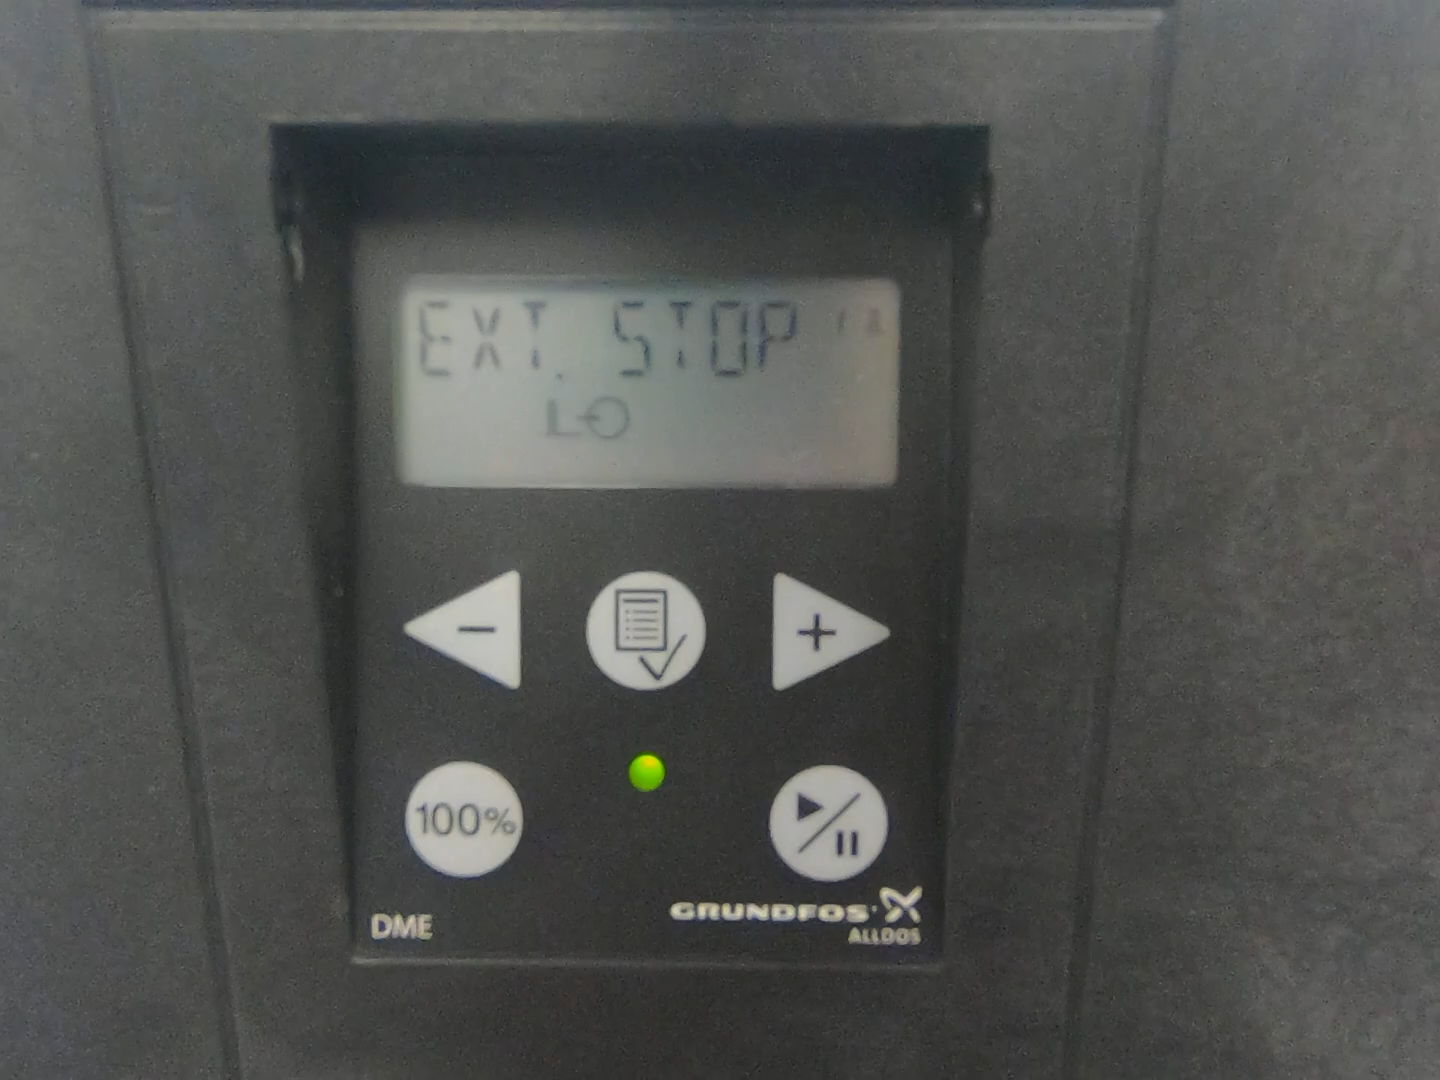 EXT. STOP
-
+
100%
DME
GRUNDFOS
ALLDOS